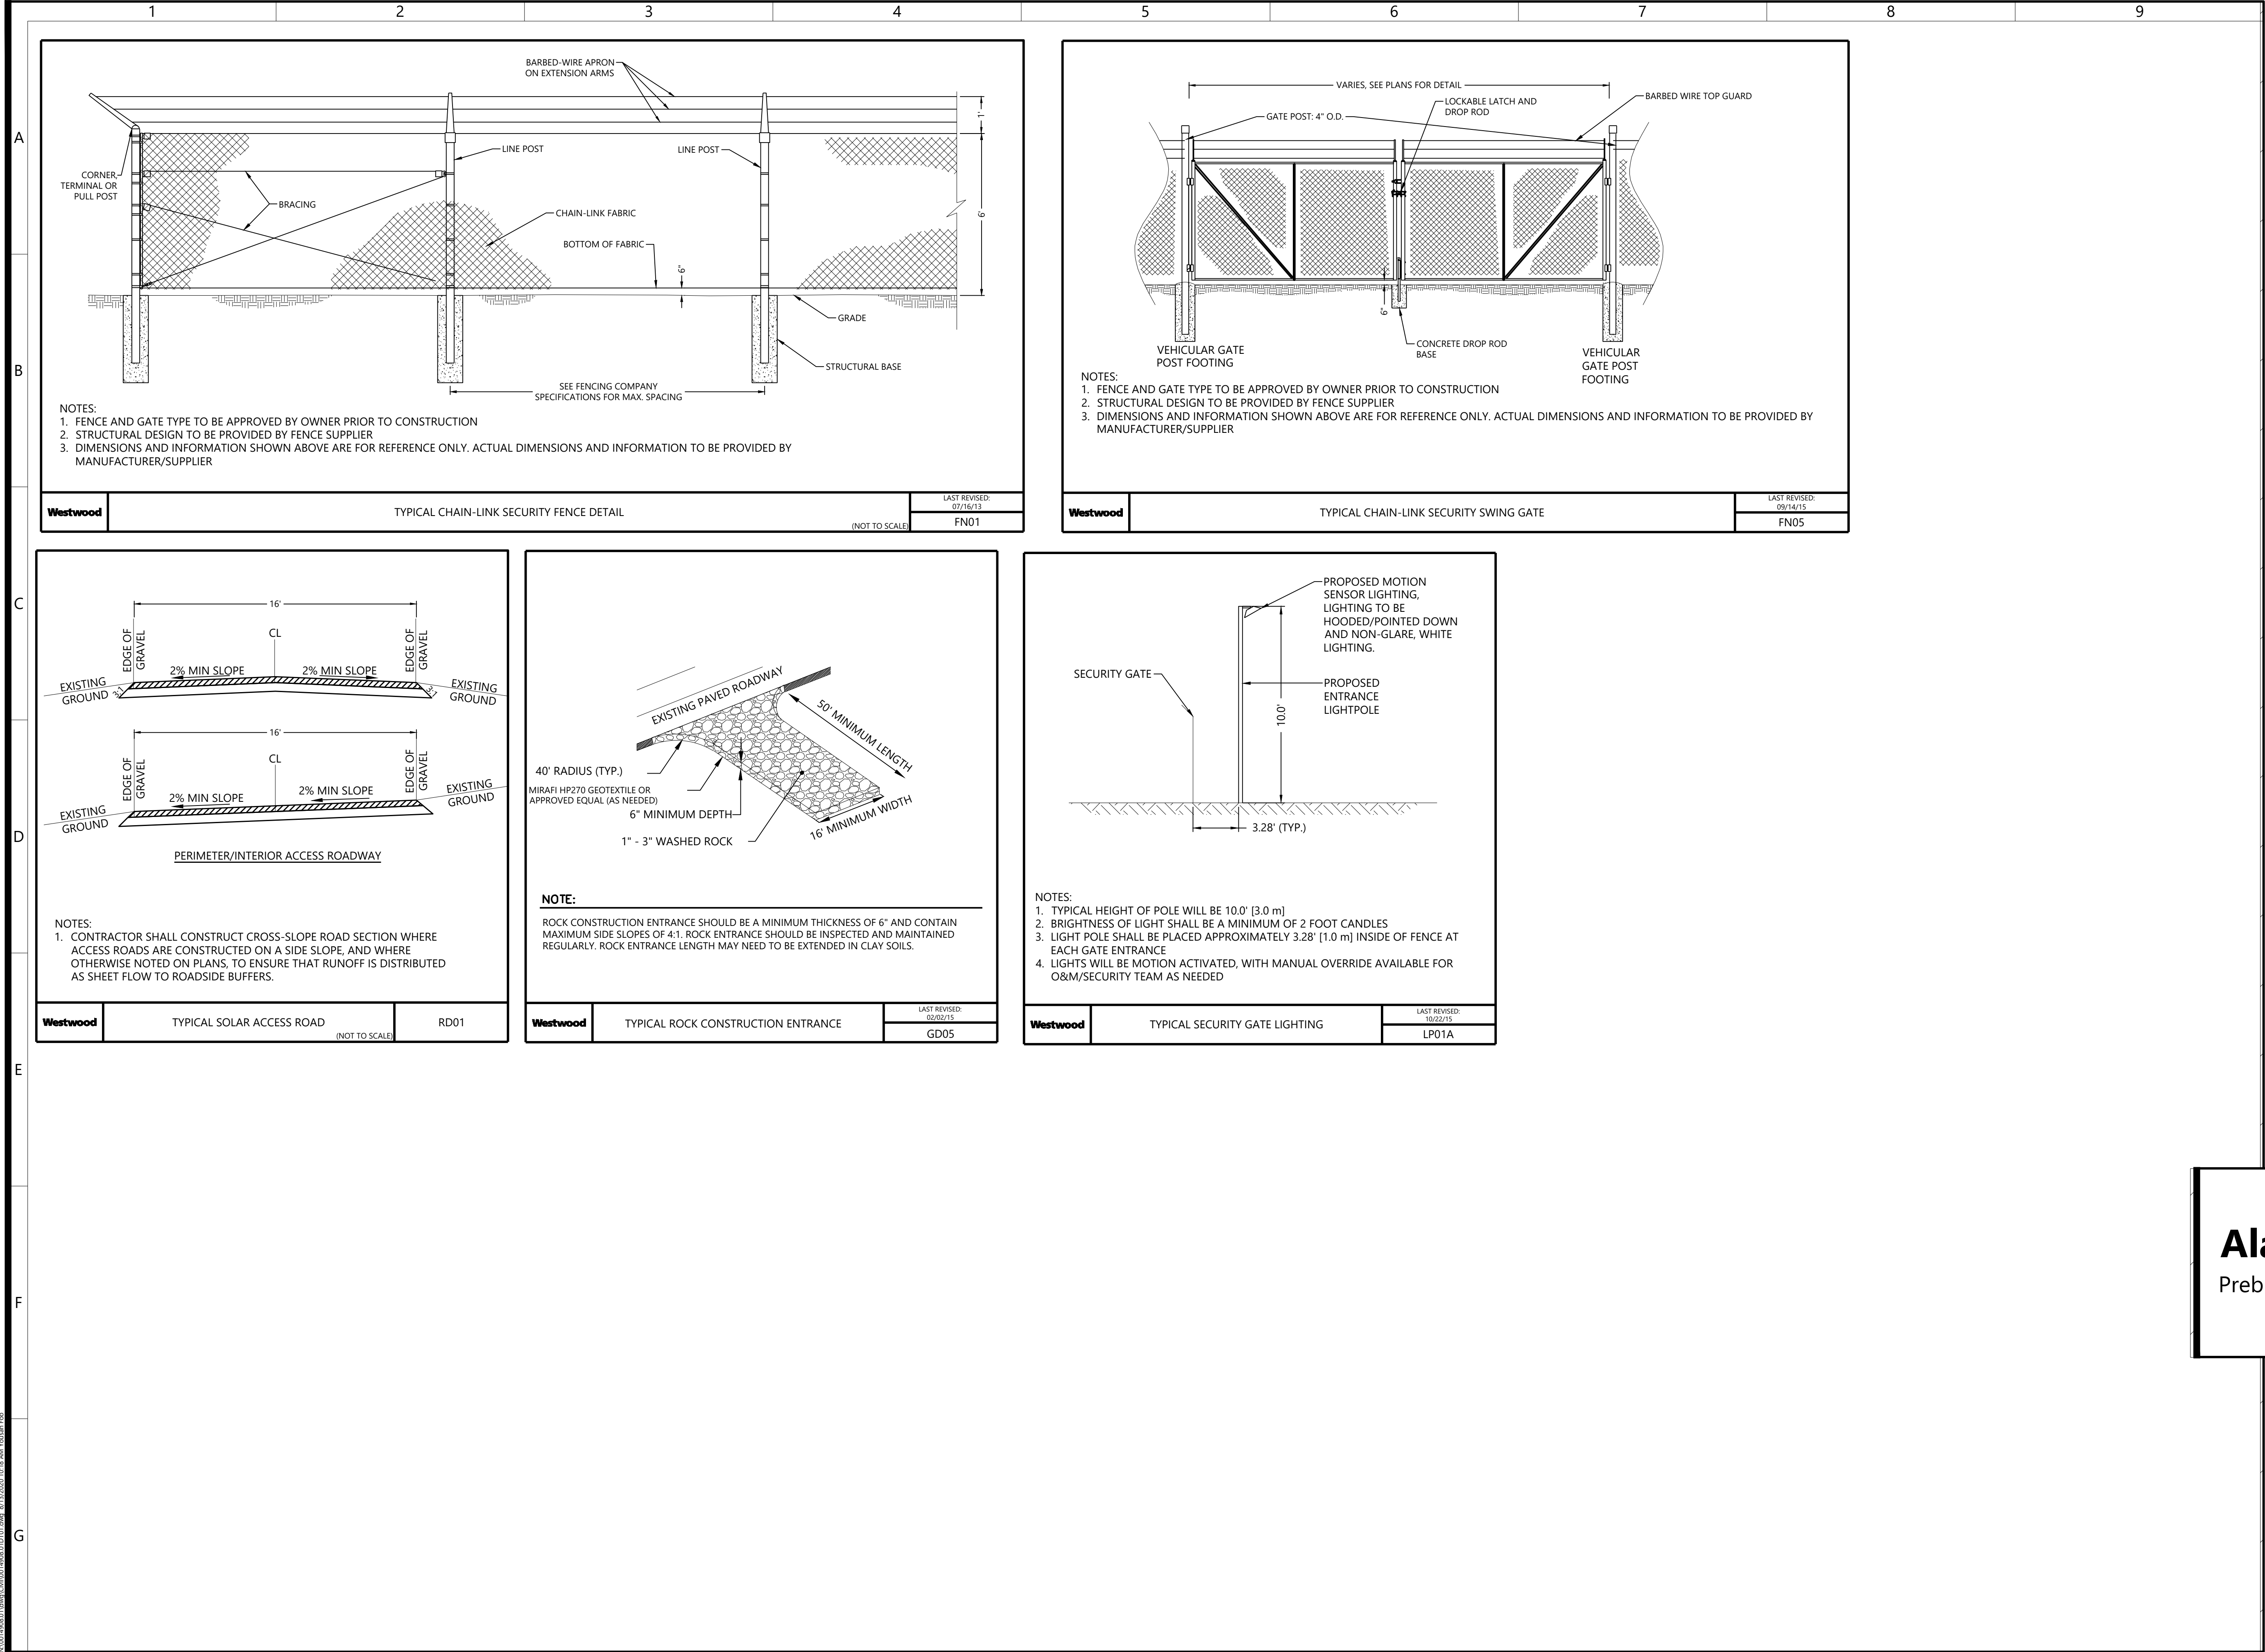 1 2 3 4 5 6 7 8 9
A
B
C
D
E
F
G
BARBED-WIRE APRON
ON EXTENSION ARMS
1'
LINE POST
LINE POST
CORNER,
TERMINAL OR
PULL POST
BRACING
CHAIN-LINK FABRIC
BOTTOM OF FABRIC
6"
6'
GRADE
STRUCTURAL BASE
SEE FENCING COMPANY
SPECIFICATIONS FOR MAX. SPACING
NOTES:
1. FENCE AND GATE TYPE TO BE APPROVED BY OWNER PRIOR TO CONSTRUCTION
2. STRUCTURAL DESIGN TO BE PROVIDED BY FENCE SUPPLIER
3. DIMENSIONS AND INFORMATION SHOWN ABOVE ARE FOR REFERENCE ONLY. ACTUAL DIMENSIONS AND INFORMATION TO BE PROVIDED BY
MANUFACTURER/SUPPLIER
Westwood
TYPICAL CHAIN-LINK SECURITY FENCE DETAIL
(NOT TO SCALE)
LAST REVISED:
07/16/13
FN01
VARIES, SEE PLANS FOR DETAIL
LOCKABLE LATCH AND
DROP ROD
BARBED WIRE TOP GUARD
GATE POST: 4" O.D.
6"
CONCRETE DROP ROD
BASE
VEHICULAR GATE
POST FOOTING
VEHICULAR
GATE POST
FOOTING
NOTES:
1. FENCE AND GATE TYPE TO BE APPROVED BY OWNER PRIOR TO CONSTRUCTION
2. STRUCTURAL DESIGN TO BE PROVIDED BY FENCE SUPPLIER
3. DIMENSIONS AND INFORMATION SHOWN ABOVE ARE FOR REFERENCE ONLY. ACTUAL DIMENSIONS AND INFORMATION TO BE PROVIDED BY
MANUFACTURER/SUPPLIER
Westwood
TYPICAL CHAIN-LINK SECURITY SWING GATE
LAST REVISED:
09/14/15
FN05
16'
EDGE OF
GRAVEL
CL
EDGE OF
GRAVEL
2% MIN SLOPE
2% MIN SLOPE
EXISTING
GROUND
3:1
3:1
EXISTING
GROUND
16'
EDGE OF
GRAVEL
CL
EDGE OF
GRAVEL
2% MIN SLOPE
2% MIN SLOPE
EXISTING
GROUND
EXISTING
GROUND
PERIMETER/INTERIOR ACCESS ROADWAY
NOTES:
1. CONTRACTOR SHALL CONSTRUCT CROSS-SLOPE ROAD SECTION WHERE
ACCESS ROADS ARE CONSTRUCTED ON A SIDE SLOPE, AND WHERE
OTHERWISE NOTED ON PLANS, TO ENSURE THAT RUNOFF IS DISTRIBUTED
AS SHEET FLOW TO ROADSIDE BUFFERS.
Westwood
TYPICAL SOLAR ACCESS ROAD
(NOT TO SCALE)
RD01
EXISTING PAVED ROADWAY
50' MINIMUM LENGTH
40' RADIUS (TYP.)
MIRAFI HP270 GEOTEXTILE OR
APPROVED EQUAL (AS NEEDED)
6" MINIMUM DEPTH
16' MINIMUM WIDTH
1" - 3" WASHED ROCK
NOTE:
ROCK CONSTRUCTION ENTRANCE SHOULD BE A MINIMUM THICKNESS OF 6" AND CONTAIN
MAXIMUM SIDE SLOPES OF 4:1. ROCK ENTRANCE SHOULD BE INSPECTED AND MAINTAINED
REGULARLY. ROCK ENTRANCE LENGTH MAY NEED TO BE EXTENDED IN CLAY SOILS.
Westwood
TYPICAL ROCK CONSTRUCTION ENTRANCE
LAST REVISED:
02/02/15
GD05
PROPOSED MOTION
SENSOR LIGHTING,
LIGHTING TO BE
HOODED/POINTED DOWN
AND NON-GLARE, WHITE
LIGHTING.
SECURITY GATE
PROPOSED
ENTRANCE
LIGHTPOLE
10.0'
3.28' (TYP.)
NOTES:
1. TYPICAL HEIGHT OF POLE WILL BE 10.0' [3.0 m]
2. BRIGHTNESS OF LIGHT SHALL BE A MINIMUM OF 2 FOOT CANDLES
3. LIGHT POLE SHALL BE PLACED APPROXIMATELY 3.28' [1.0 m] INSIDE OF FENCE AT
EACH GATE ENTRANCE
4. LIGHTS WILL BE MOTION ACTIVATED, WITH MANUAL OVERRIDE AVAILABLE FOR
O&M/SECURITY TEAM AS NEEDED
Westwood
TYPICAL SECURITY GATE LIGHTING
LAST REVISED:
10/22/15
LP01A